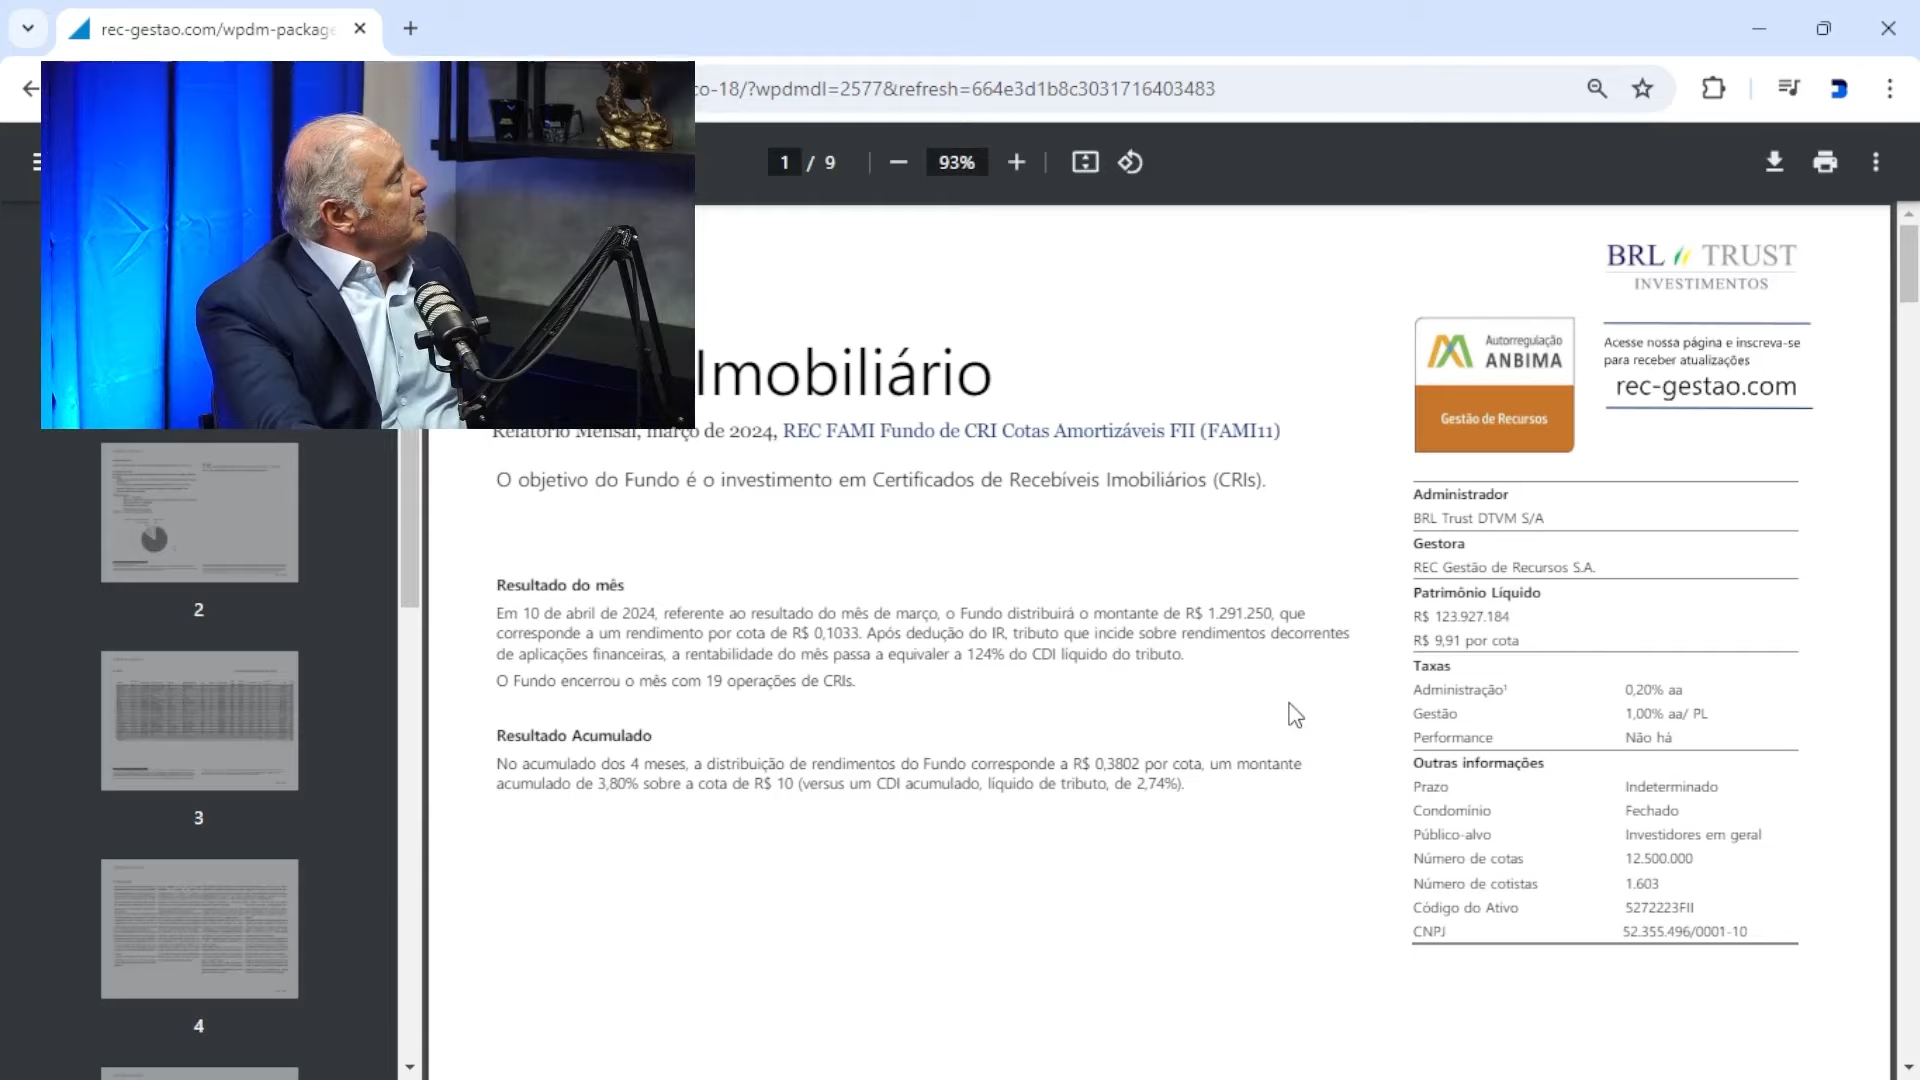 rec-gestao.com/wpdm-package
co-18/?wpdmdl=2577&refresh=664e3d1b8c3031716403483
1 / 9
93%
BRL TRUST
INVESTIMENTOS
Autorregulação
ANBIMA
Gestão de Recursos
Acesse nossa página e inscreva-se
para receber atualizações
rec-gestao.com
Imobiliário
Relatório Mensal, março de 2024, REC FAMI Fundo de CRI Cotas Amortizáveis FII (FAMI11)
O objetivo do Fundo é o investimento em Certificados de Recebíveis Imobiliários (CRIs).
Resultado do mês
Em 10 de abril de 2024, referente ao resultado do mês de março, o Fundo distribuirá o montante de R$ 1.291.250, que
corresponde a um rendimento por cota de R$ 0,1033. Após dedução do IR, tributo que incide sobre rendimentos decorrentes
de aplicações financeiras, a rentabilidade do mês passa a equivaler a 124% do CDI líquido do tributo.
O Fundo encerrou o mês com 19 operações de CRIs.
Resultado Acumulado
No acumulado dos 4 meses, a distribuição de rendimentos do Fundo corresponde a R$ 0,3802 por cota, um montante
acumulado de 3,80% sobre a cota de R$ 10 (versus um CDI acumulado, líquido de tributo, de 2,74%).
Administrador
BRL Trust DTVM S/A
Gestora
REC Gestão de Recursos S.A.
Patrimônio Líquido
R$ 123.927.184
R$ 9,91 por cota
Taxas
Administração¹ 0,20% aa
Gestão 1,00% aa/ PL
Performance Não há
Outras informações
Prazo Indeterminado
Condomínio Fechado
Público-alvo Investidores em geral
Número de cotas 12.500.000
Número de cotistas 1.603
Código do Ativo 5272223FII
CNPJ 52.355.496/0001-10
2
3
4